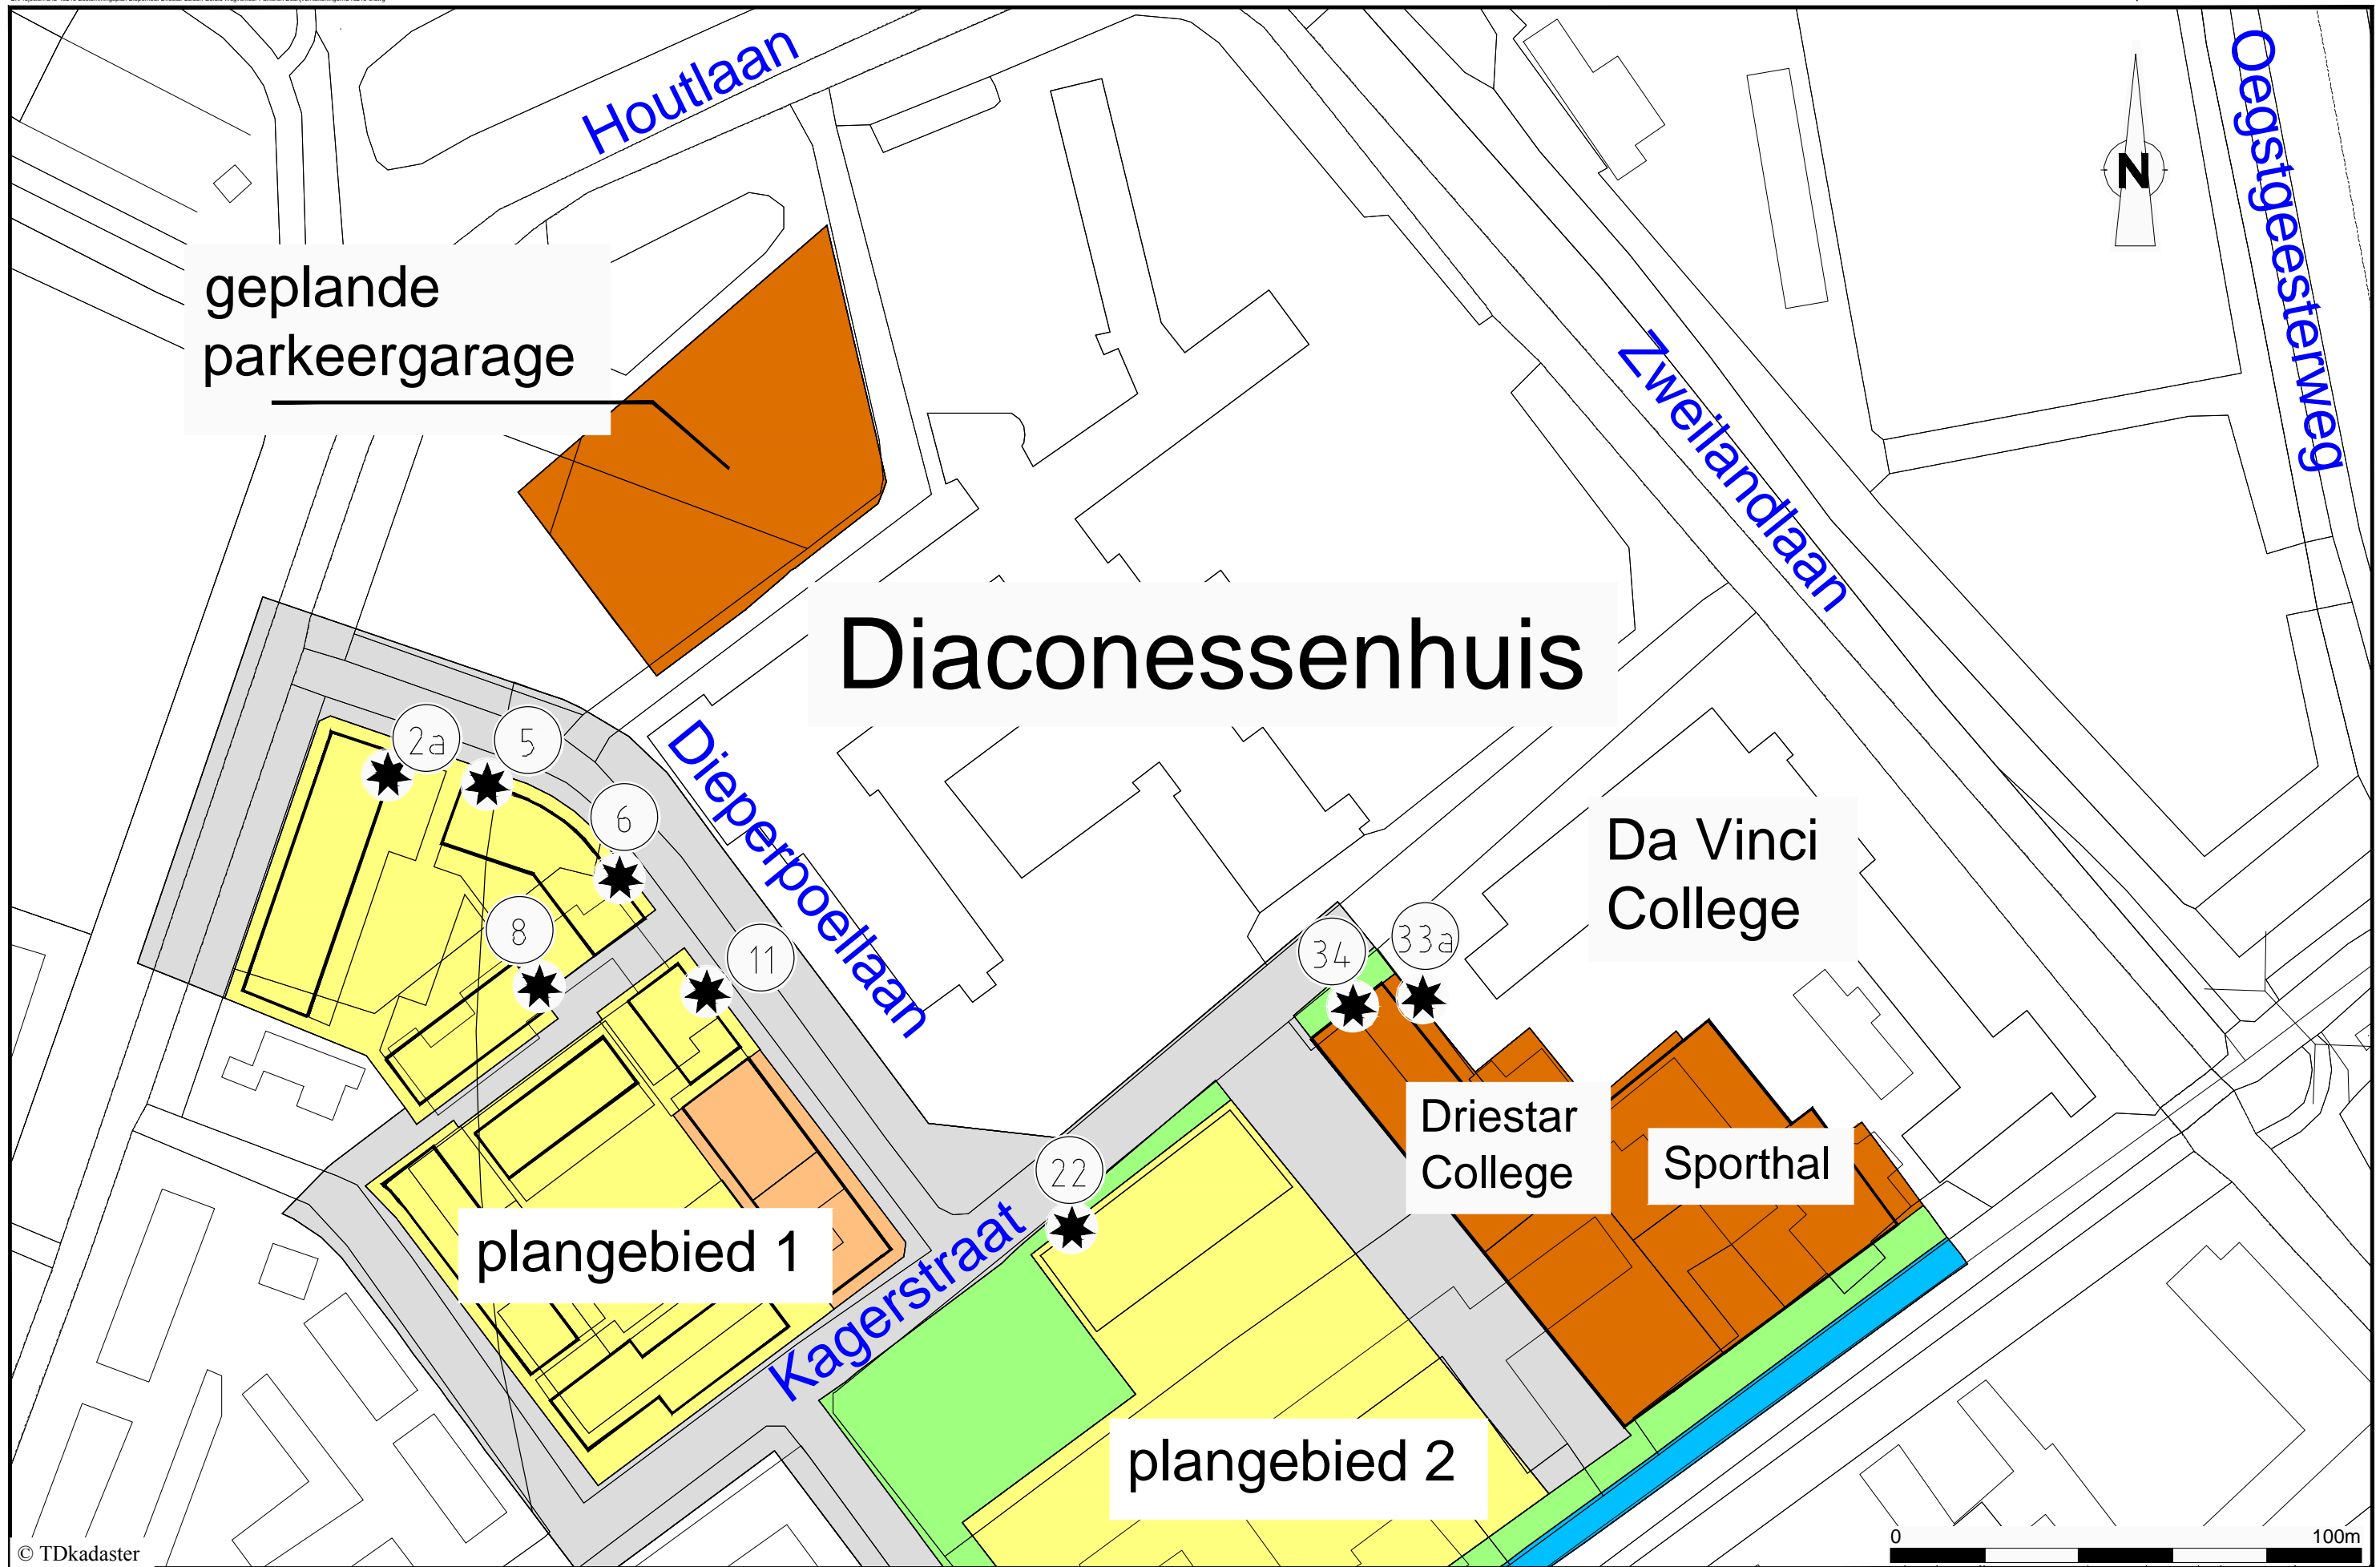 Houtlaan
Oegstgeesterweg
N
geplande
parkeergarage
Zweilandlaan
Diaconessenhuis
2a
5
6
Dieperpoellaan
Da Vinci
College
8
11
34
33a
Driestar
College
Sporthal
22
plangebied 1
Kagerstraat
plangebied 2
© TDkadaster
0 100m